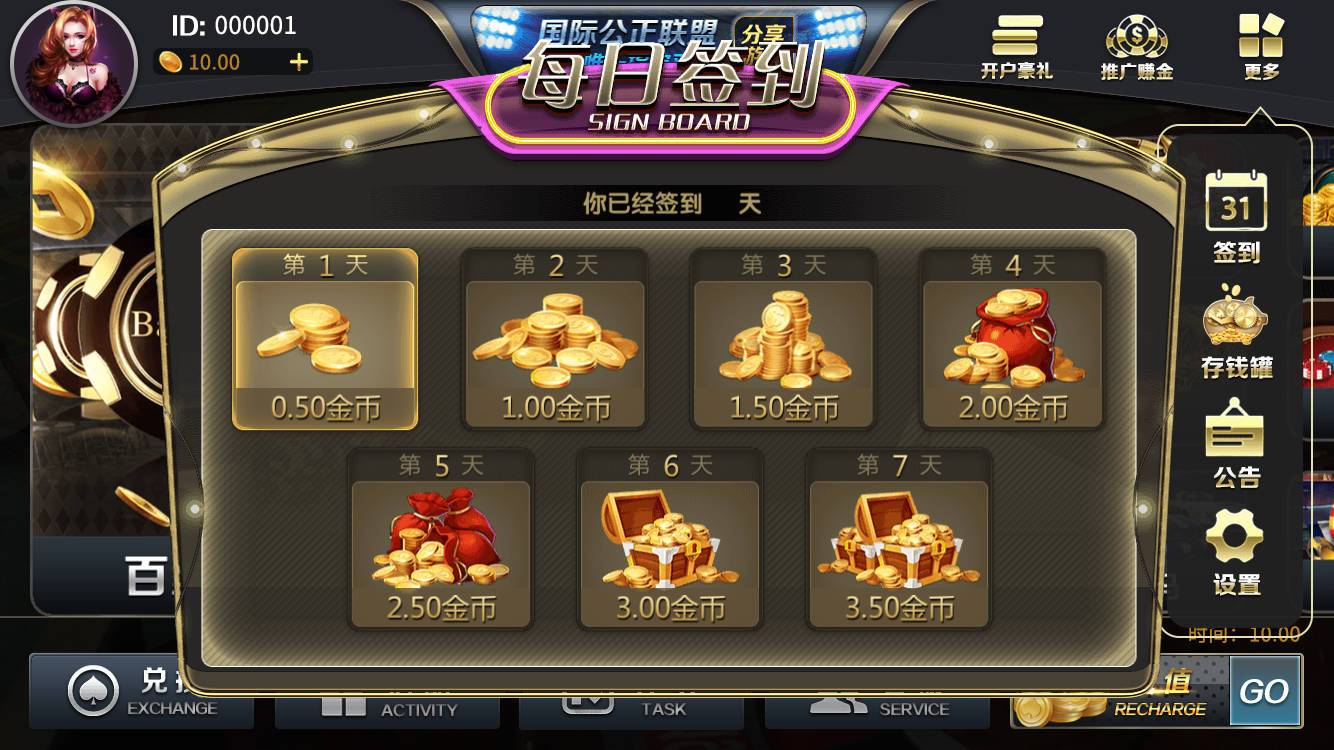 ID: 000001
10.00
+
国际公正联盟
分享
每日签到
SIGN BOARD
开户豪礼
推广赚金
更多
你已经签到 天
第 1 天
0.50金币
第 2 天
1.00金币
第 3 天
1.50金币
第 4 天
2.00金币
第 5 天
2.50金币
第 6 天
3.00金币
第 7 天
3.50金币
31
签到
存钱罐
公告
设置
时间: 10.00
Ba
百
兑
EXCHANGE
ACTIVITY
TASK
SERVICE
值
RECHARGE
GO